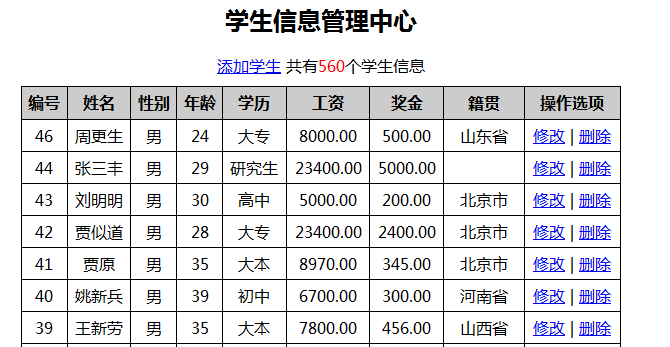 学生信息管理中心
添加学生 共有560个学生信息
编号 姓名 性别 年龄 学历 工资 奖金 籍贯 操作选项
46 周更生 男 24 大专 8000.00 500.00 山东省 修改 | 删除
44 张三丰 男 29 研究生 23400.00 5000.00 修改 | 删除
43 刘明明 男 30 高中 5000.00 200.00 北京市 修改 | 删除
42 贾似道 男 28 大专 23400.00 2400.00 北京市 修改 | 删除
41 贾原 男 35 大本 8970.00 345.00 北京市 修改 | 删除
40 姚新兵 男 39 初中 6700.00 300.00 河南省 修改 | 删除
39 王新劳 男 35 大本 7800.00 456.00 山西省 修改 | 删除